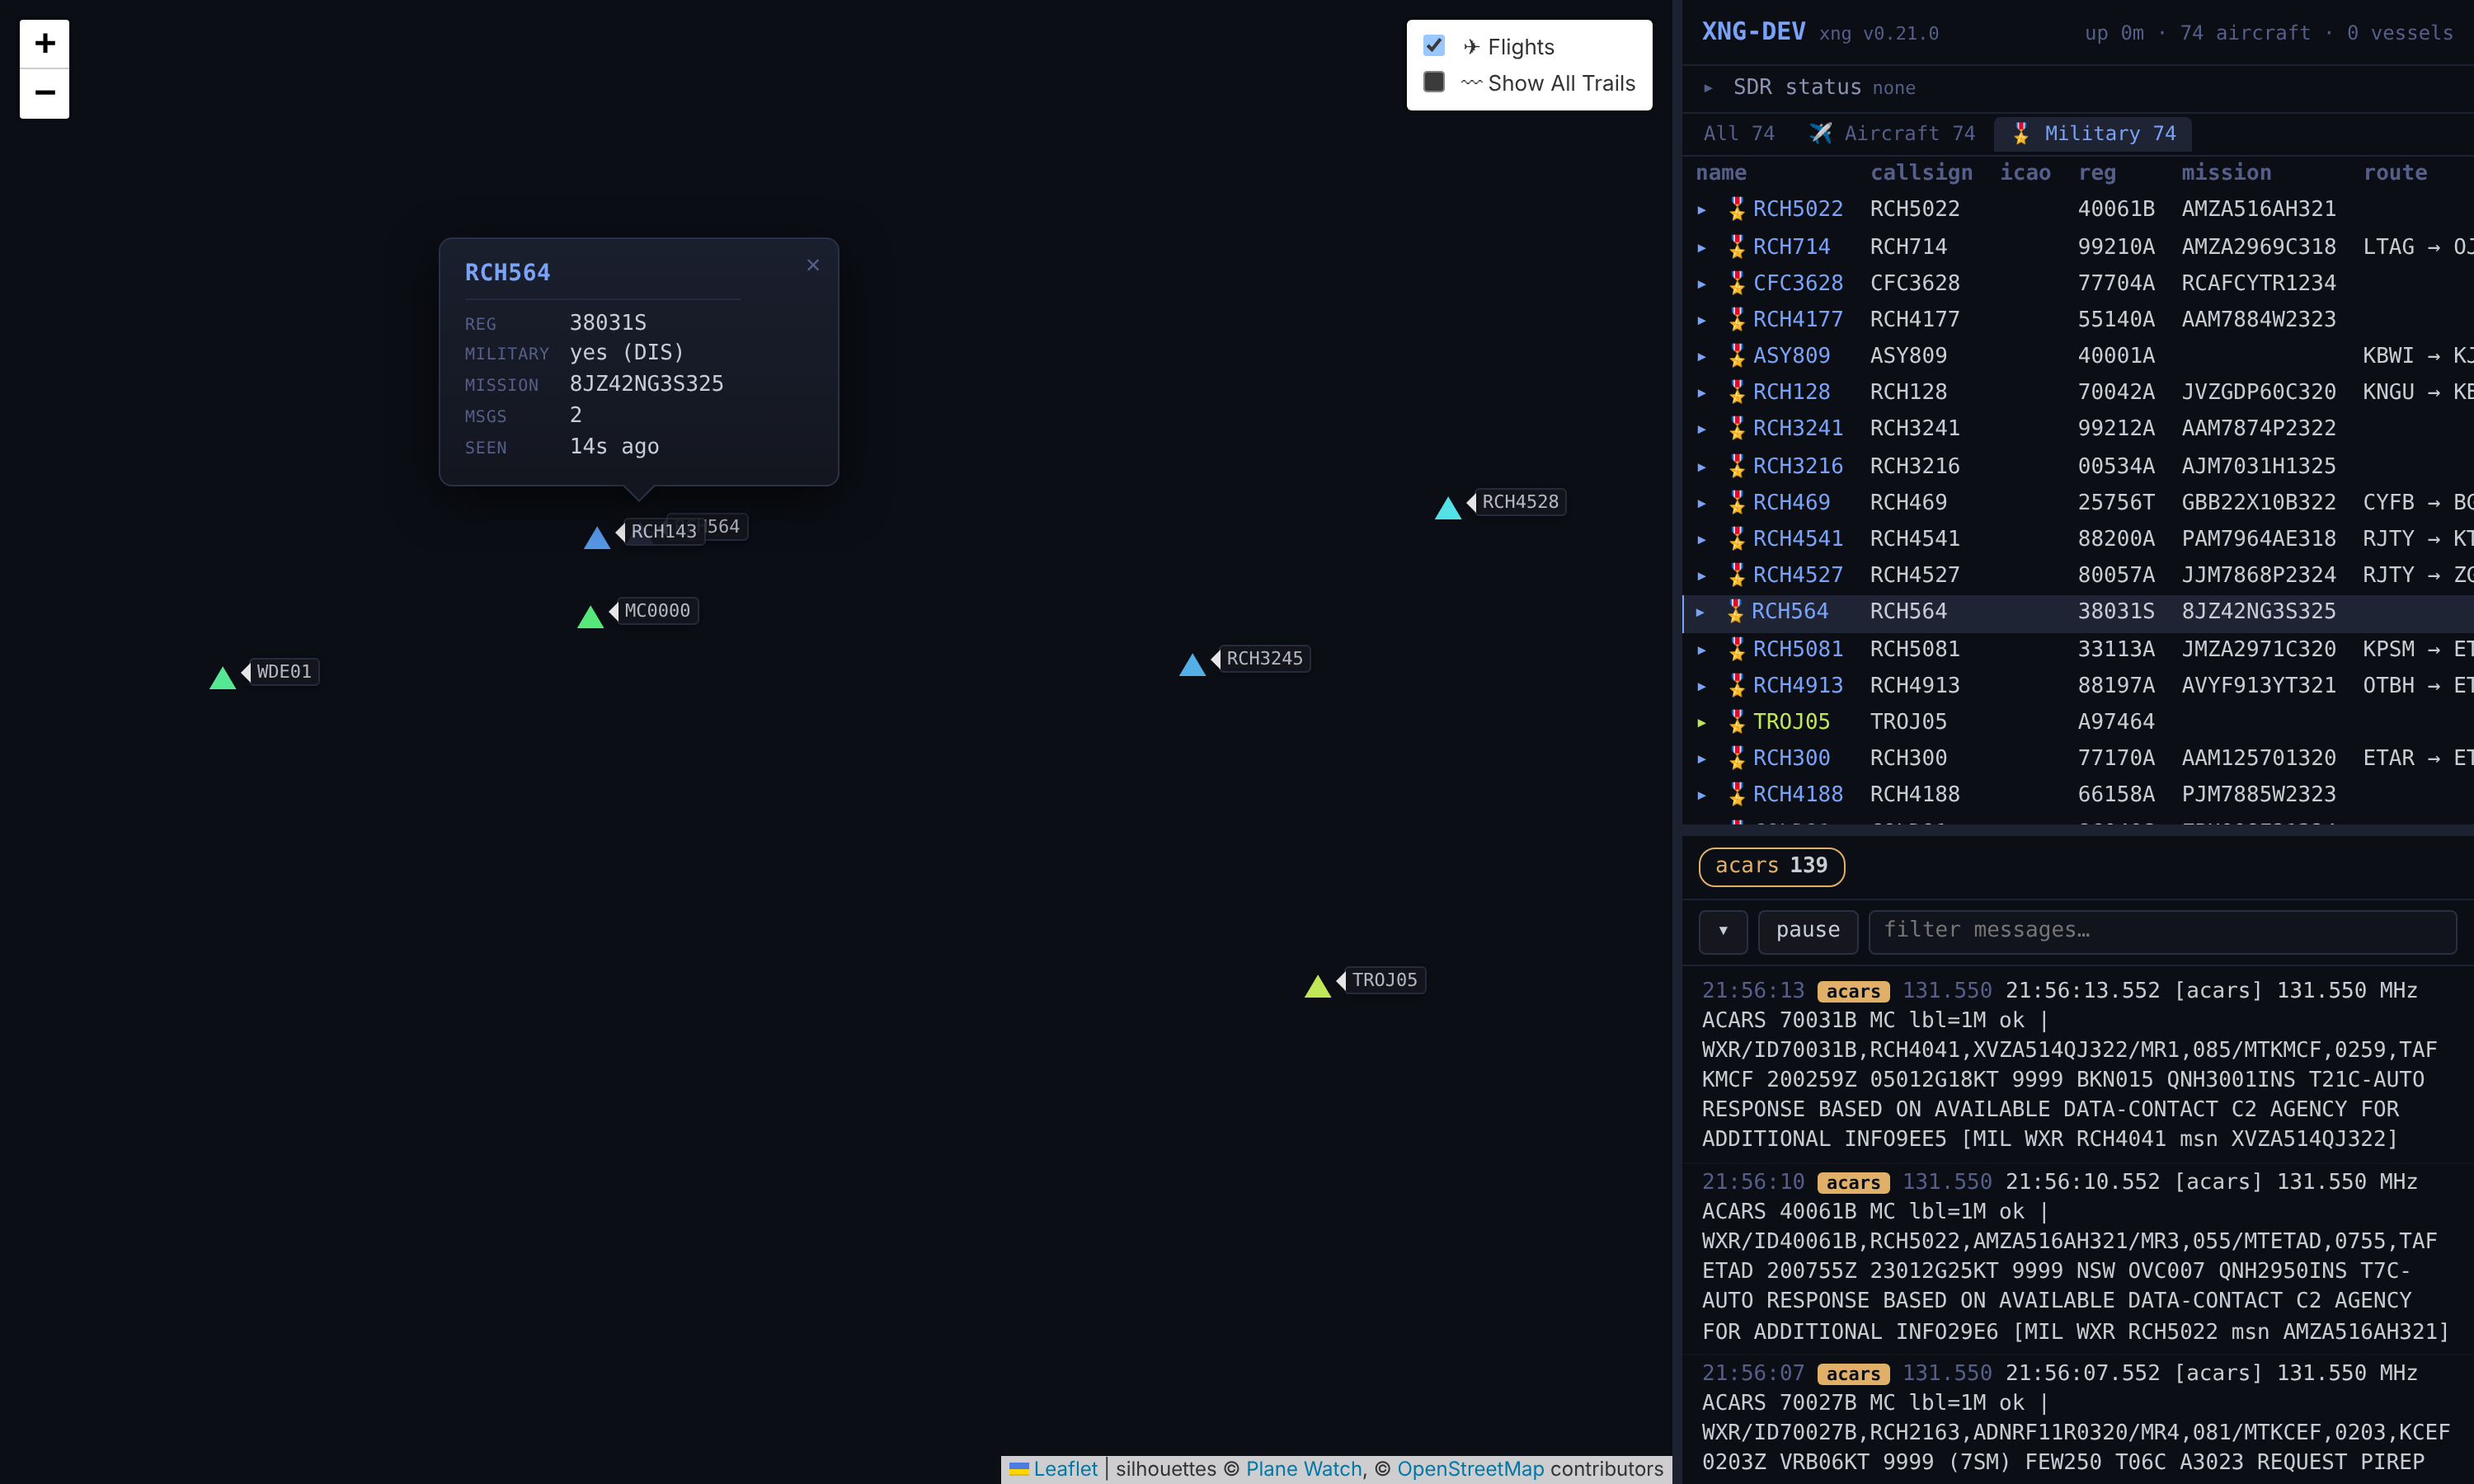 +
−
✈ Flights
〰 Show All Trails
RCH564 ×
REG 38031S
MILITARY yes (DIS)
MISSION 8JZ42NG3S325
MSGS 2
SEEN 14s ago
RCH4528
RCH143 564
MC0000
RCH3245
WDE01
TROJ05
Leaflet | silhouettes © Plane Watch, © OpenStreetMap contributors
XNG-DEV xng v0.21.0 up 0m · 74 aircraft · 0 vessels
▸ SDR status none
All 74 ✈️ Aircraft 74 🎖️ Military 74
name callsign icao reg mission route
▸ 🎖️ RCH5022 RCH5022 40061B AMZA516AH321
▸ 🎖️ RCH714 RCH714 99210A AMZA2969C318 LTAG → OJ
▸ 🎖️ CFC3628 CFC3628 77704A RCAFCYTR1234
▸ 🎖️ RCH4177 RCH4177 55140A AAM7884W2323
▸ 🎖️ ASY809 ASY809 40001A KBWI → KJ
▸ 🎖️ RCH128 RCH128 70042A JVZGDP60C320 KNGU → KB
▸ 🎖️ RCH3241 RCH3241 99212A AAM7874P2322
▸ 🎖️ RCH3216 RCH3216 00534A AJM7031H1325
▸ 🎖️ RCH469 RCH469 25756T GBB22X10B322 CYFB → BG
▸ 🎖️ RCH4541 RCH4541 88200A PAM7964AE318 RJTY → KT
▸ 🎖️ RCH4527 RCH4527 80057A JJM7868P2324 RJTY → ZG
▸ 🎖️ RCH564 RCH564 38031S 8JZ42NG3S325
▸ 🎖️ RCH5081 RCH5081 33113A JMZA2971C320 KPSM → ET
▸ 🎖️ RCH4913 RCH4913 88197A AVYF913YT321 OTBH → ET
▸ 🎖️ TROJ05 TROJ05 A97464
▸ 🎖️ RCH300 RCH300 77170A AAM125701320 ETAR → ET
▸ 🎖️ RCH4188 RCH4188 66158A PJM7885W2323
acars 139
▾ pause filter messages…
21:56:13 acars 131.550 21:56:13.552 [acars] 131.550 MHz
ACARS 70031B MC lbl=1M ok |
WXR/ID70031B,RCH4041,XVZA514QJ322/MR1,085/MTKMCF,0259,TAF
KMCF 200259Z 05012G18KT 9999 BKN015 QNH3001INS T21C-AUTO
RESPONSE BASED ON AVAILABLE DATA-CONTACT C2 AGENCY FOR
ADDITIONAL INFO9EE5 [MIL WXR RCH4041 msn XVZA514QJ322]
21:56:10 acars 131.550 21:56:10.552 [acars] 131.550 MHz
ACARS 40061B MC lbl=1M ok |
WXR/ID40061B,RCH5022,AMZA516AH321/MR3,055/MTETAD,0755,TAF
ETAD 200755Z 23012G25KT 9999 NSW OVC007 QNH2950INS T7C-
AUTO RESPONSE BASED ON AVAILABLE DATA-CONTACT C2 AGENCY
FOR ADDITIONAL INFO29E6 [MIL WXR RCH5022 msn AMZA516AH321]
21:56:07 acars 131.550 21:56:07.552 [acars] 131.550 MHz
ACARS 70027B MC lbl=1M ok |
WXR/ID70027B,RCH2163,ADNRF11R0320/MR4,081/MTKCEF,0203,KCEF
0203Z VRB06KT 9999 (7SM) FEW250 T06C A3023 REQUEST PIREP